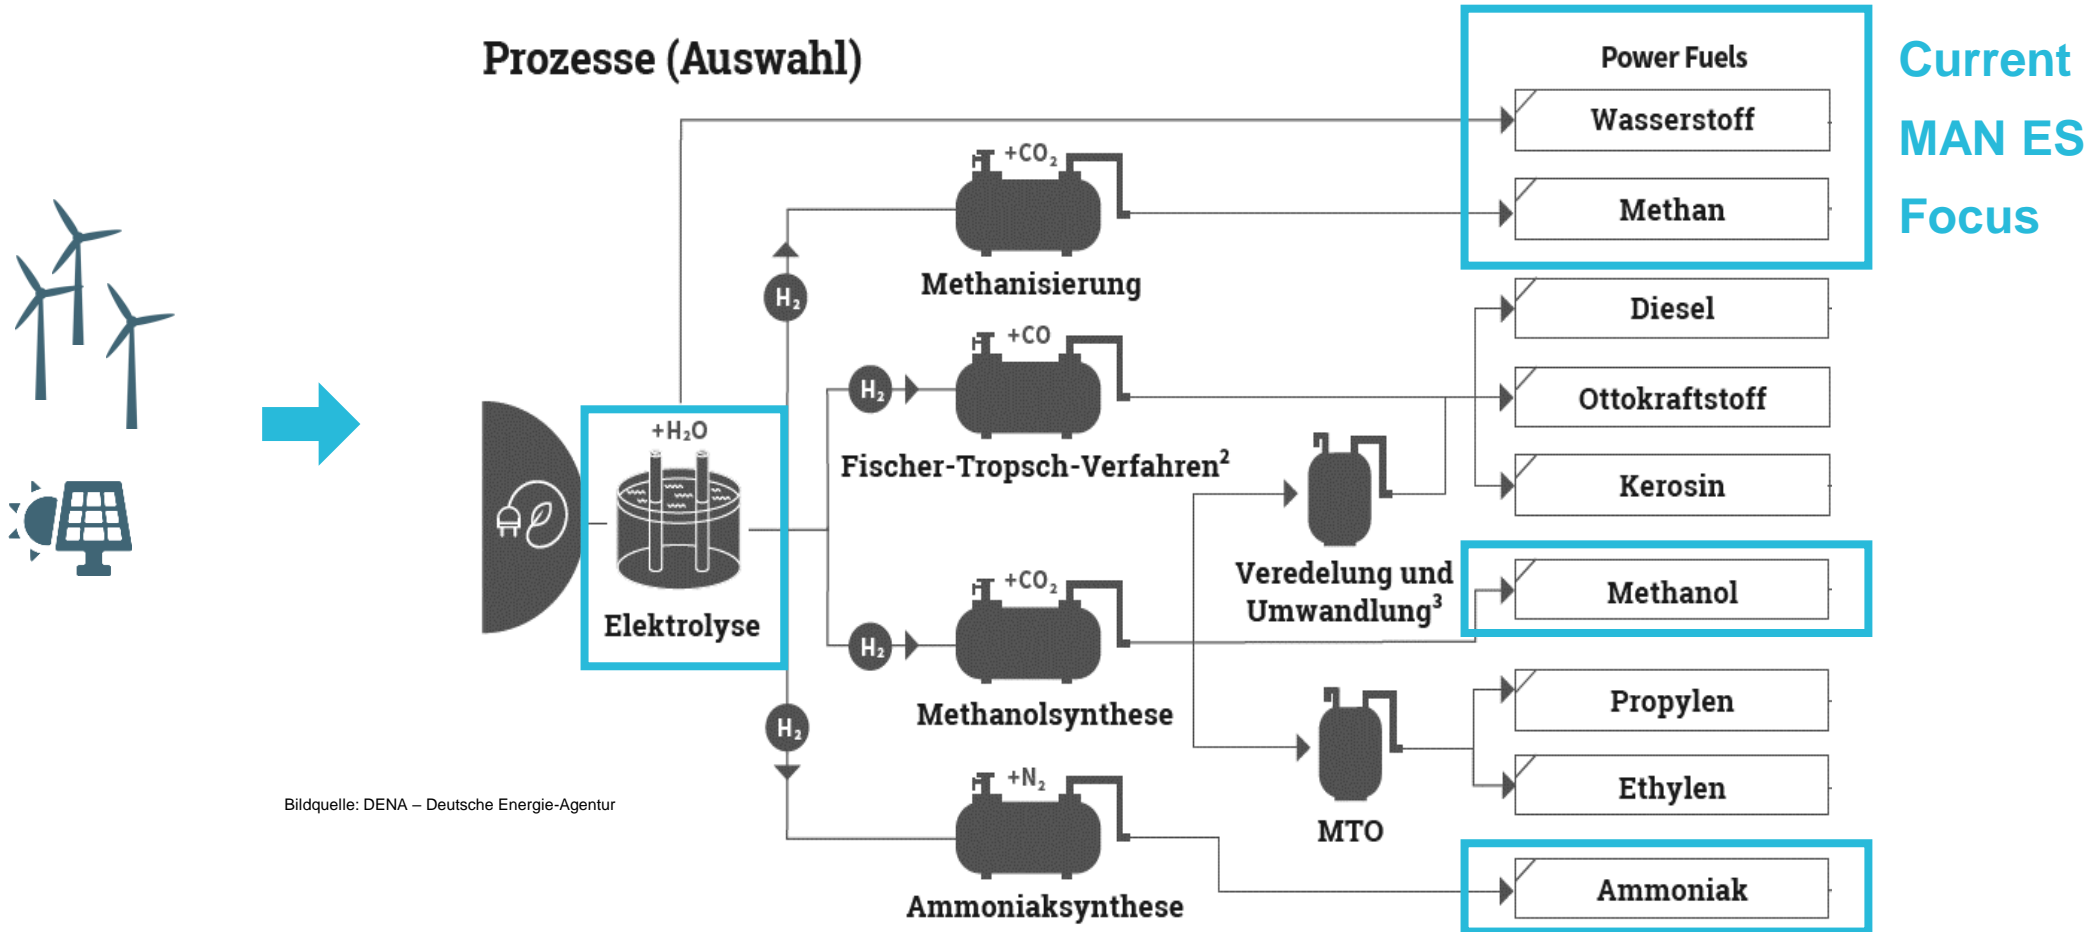 Prozesse (Auswahl)
Power Fuels
Current
MAN ES
Focus
Wasserstoff
Methan
+CO₂
Methanisierung
H₂
Diesel
+CO
H₂
Ottokraftstoff
Fischer-Tropsch-Verfahren²
Kerosin
+H₂O
Elektrolyse
Veredelung und
Umwandlung³
+CO₂
H₂
Methanol
Methanolsynthese
Propylen
H₂
MTO
Ethylen
+N₂
Ammoniaksynthese
Ammoniak
Bildquelle: DENA – Deutsche Energie-Agentur